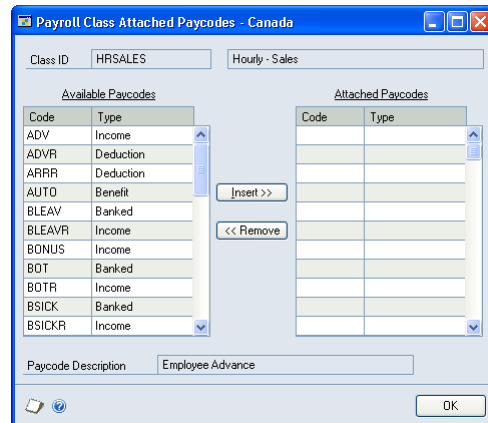 Payroll Class Attached Paycodes - Canada
Class ID HRSALES Hourly - Sales
Available Paycodes Attached Paycodes
Code Type Code Type
ADV Income
ADVR Deduction
ARRR Deduction
AUTO Benefit
Insert >>
BLEAV Banked
BLEAVR Income
<< Remove
BONUS Income
BOT Banked
BOTR Income
BSICK Banked
BSICKR Income
Paycode Description Employee Advance
OK